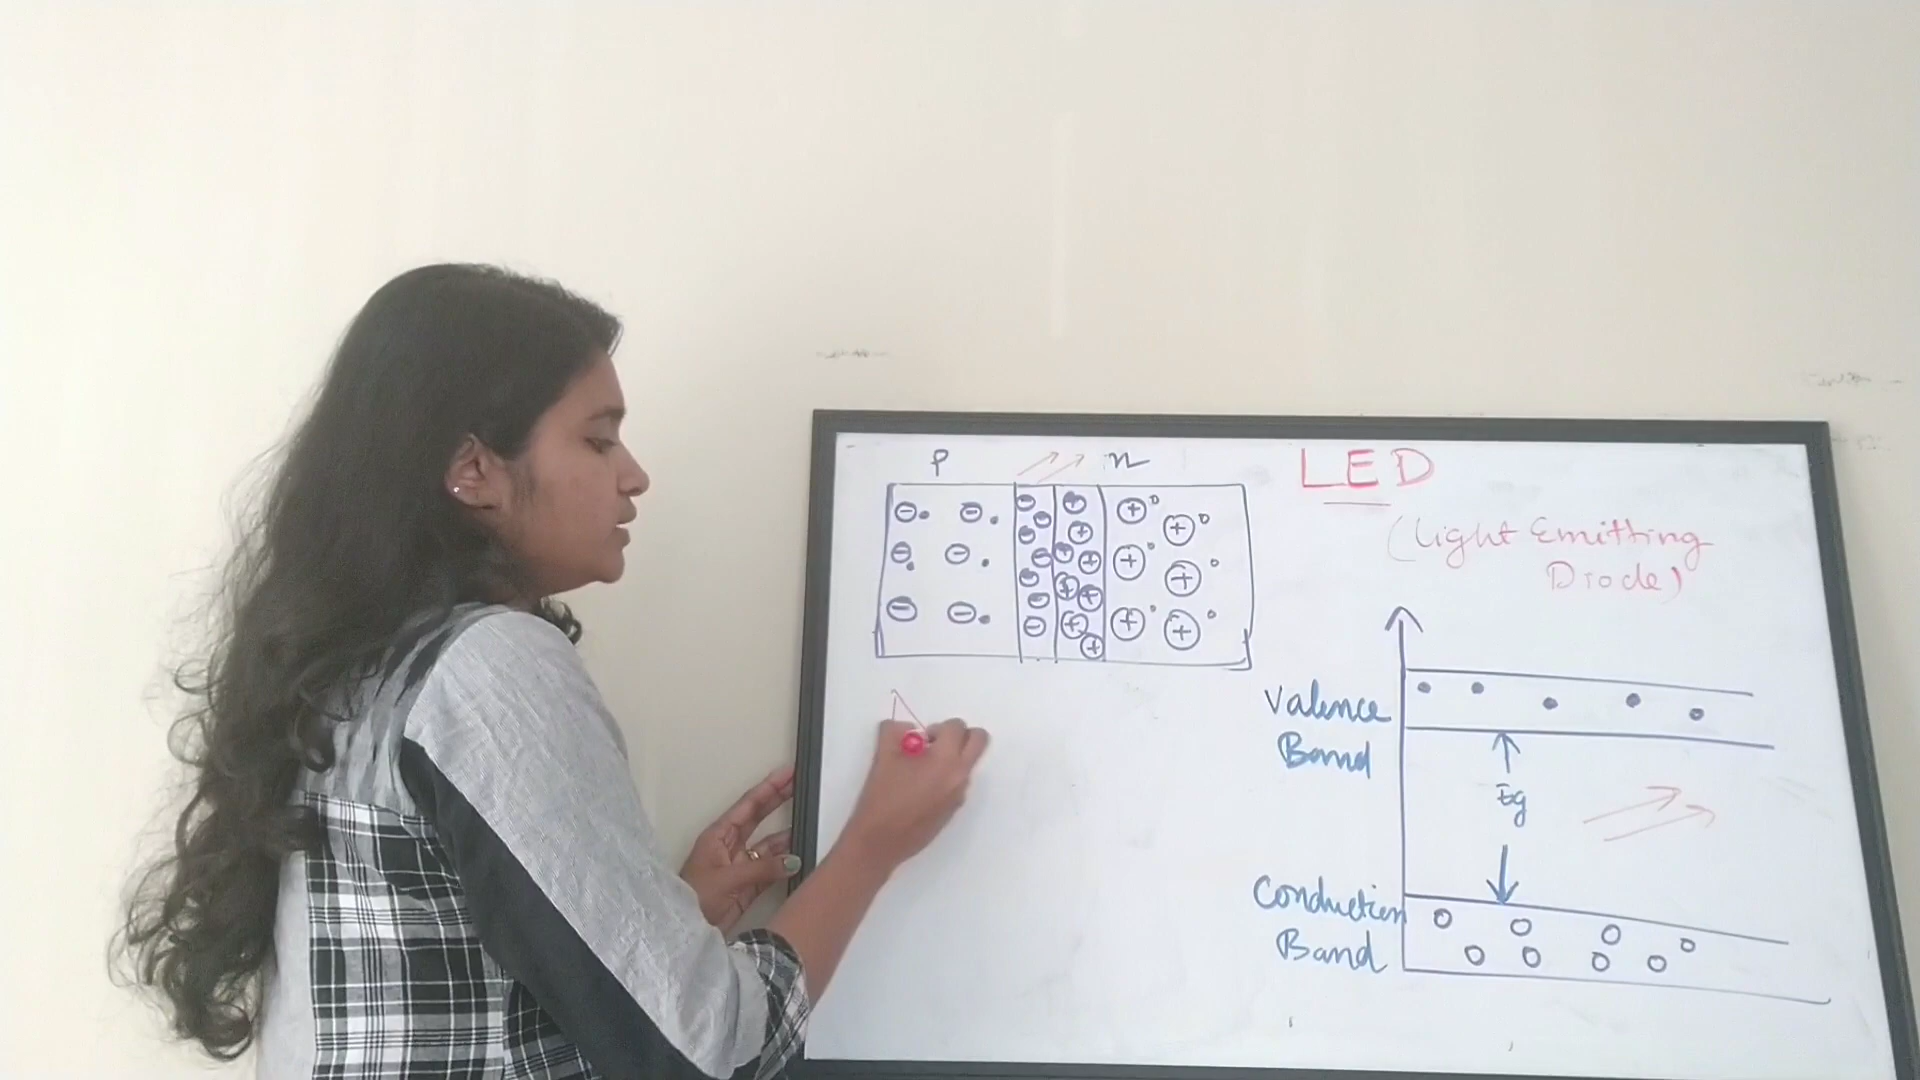 P n
LED
(Light Emitting
Diode)
Valence
Band
Eg
Conduction
Band